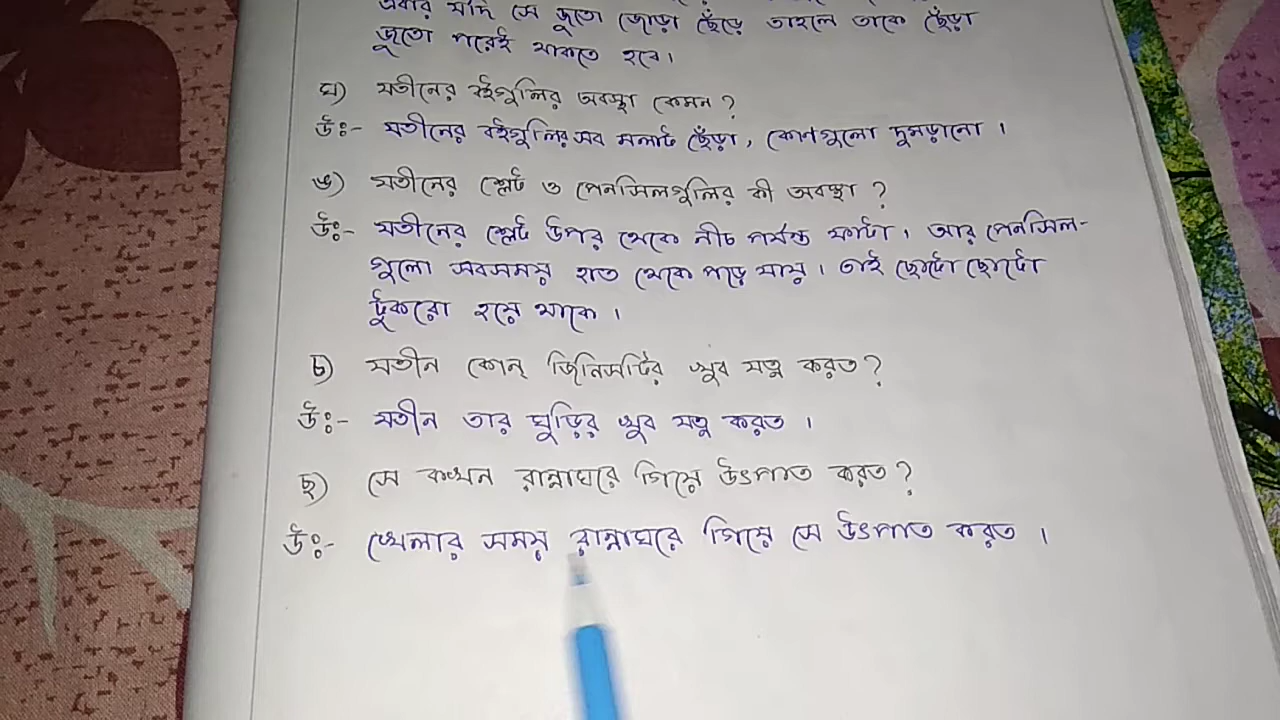 এবার যদি সে জুতো জোড়া ছেঁড়ে তাহলে তাকে ছেঁড়া
জুতো পরেই থাকতে হবে।
ঘ) যতীনের বইগুলির অবস্থা কেমন ?
উঃ- যতীনের বইগুলির সব মলাট ছেঁড়া, কোনগুলো দুমড়ানো ।
ঙ) যতীনের শ্লেট ও পেনসিলগুলির কী অবস্থা ?
উঃ- যতীনের শ্লেট উপর থেকে নীচ পর্যন্ত ফাটা। আর পেনসিল-
গুলো সবসময় হাত থেকে পড়ে যায়। তাই ছোটো ছোটো
টুকরো হয়ে থাকে ।
চ) যতীন কোন্ জিনিসটির খুব যত্ন করত ?
উঃ- যতীন তার ঘুড়ির খুব যত্ন করত ।
ছ) সে কখন রান্নাঘরে গিয়ে উৎপাত করত ?
উঃ- খেলার সময় রান্নাঘরে গিয়ে সে উৎপাত করত ।